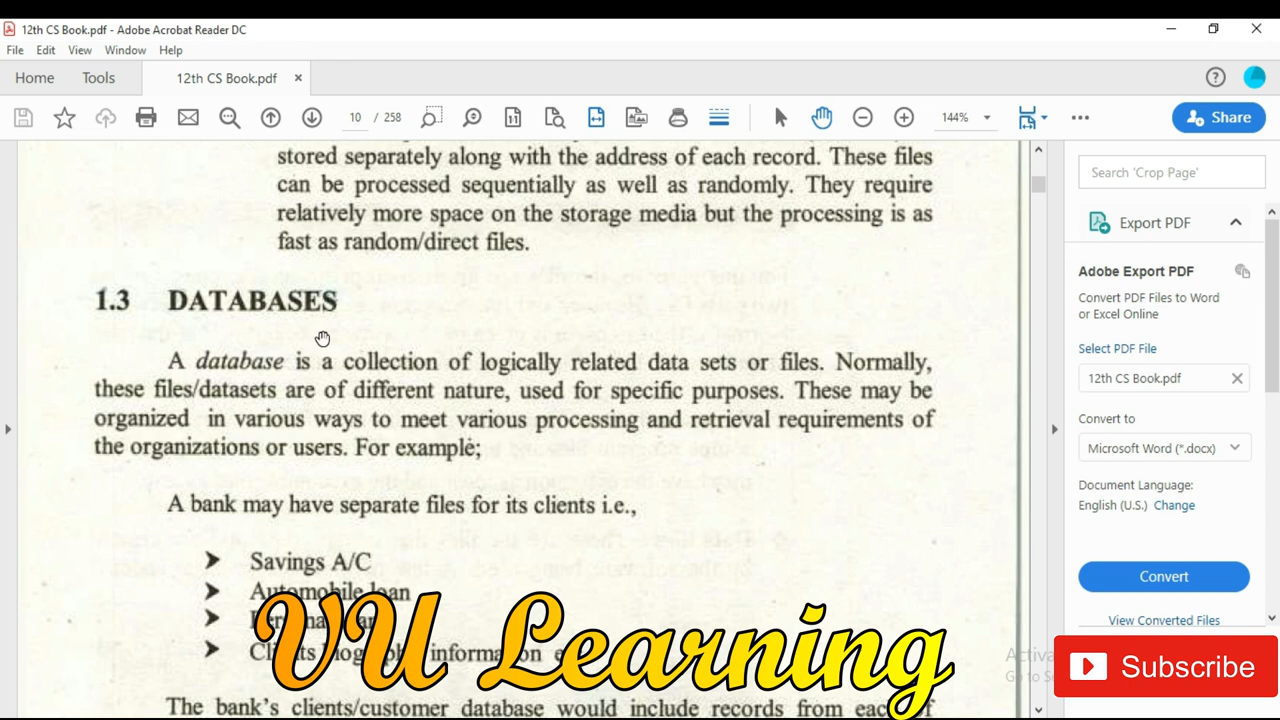 12th CS Book.pdf - Adobe Acrobat Reader DC
File Edit View Window Help
Home Tools 12th CS Book.pdf ×
10 / 258 144% Share
stored separately along with the address of each record. These files
can be processed sequentially as well as randomly. They require
relatively more space on the storage media but the processing is as
fast as random/direct files.
1.3 DATABASES
A database is a collection of logically related data sets or files. Normally,
these files/datasets are of different nature, used for specific purposes. These may be
organized in various ways to meet various processing and retrieval requirements of
the organizations or users. For example;
A bank may have separate files for its clients i.e.,
Savings A/C
Automobile loan
information
The bank's clients/customer database would include records from each of
VU Learning
Search 'Crop Page'
Export PDF
Adobe Export PDF
Convert PDF Files to Word
or Excel Online
Select PDF File
12th CS Book.pdf
Convert to
Microsoft Word (*.docx)
Document Language:
English (U.S.) Change
Convert
View Converted Files
Subscribe